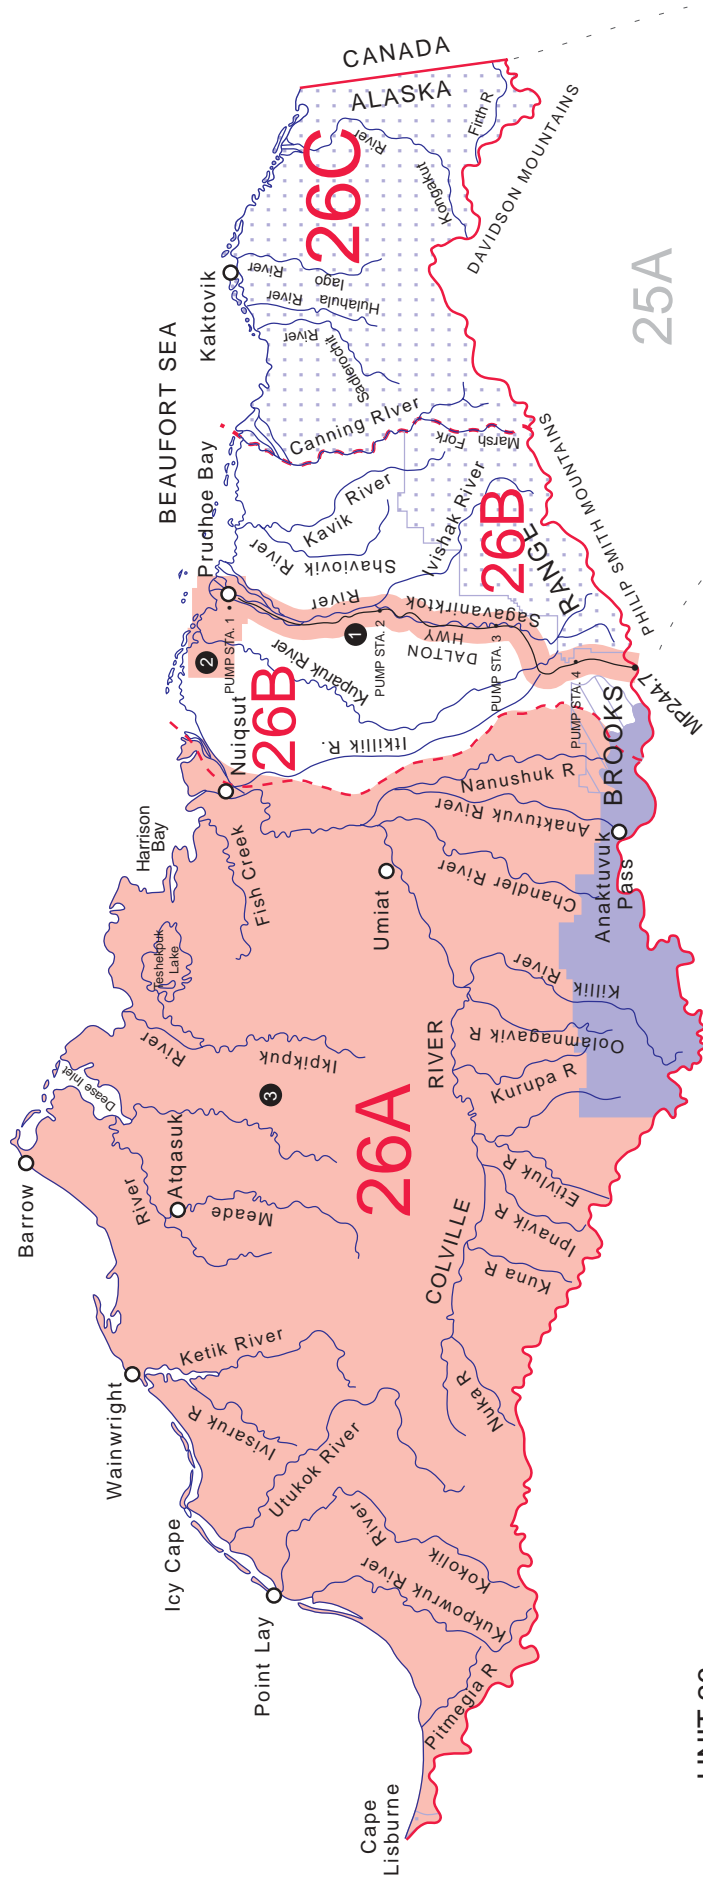 CANADA
ALASKA
26C
Firth R
Kongakut
River
DAVIDSON MOUNTAINS
25A
Kaktovik
BEAUFORT SEA
Iago
River
Hulahula
River
Sadlerochit
River
Canning RIver
Marsh Fork
Prudhoe Bay
Kavik
River
Shaviovik
River
Ivishak River
26B
Sagavanirktok
River
DALTON
HWY
PUMP STA. 1
PUMP STA. 2
PUMP STA. 3
PUMP STA. 4
1
2
Kuparuk River
26B
Itkillik R.
Nuiqsut
BROOKS
RANGE
PHILIP SMITH MOUNTAINS
MP244.7
Nanushuk R
Anaktuvuk River
Chandler River
Anaktuvuk
Pass
Harrison
Bay
Fish Creek
Umiat
Teshekpuk
Lake
Killik
River
Oolamnagavik R
Kurupa R
Ikpikpuk
River
3
26A
Dease Inlet
Barrow
Atqasuk
Meade
River
COLVILLE
RIVER
Etivluk R
Ipnavik R
Kuna R
Nuka R
Wainwright
Ketik River
Ivisaruk R
Utukok River
Icy Cape
Point Lay
Kokolik
River
Kukpowruk River
Pitmegia R
Cape
Lisburne